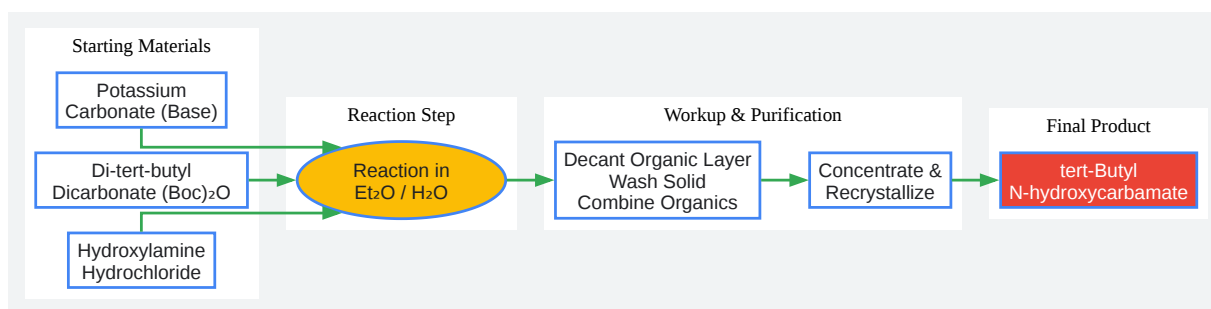 Starting Materials
Potassium
Carbonate (Base)
Di-tert-butyl
Dicarbonate (Boc)₂O
Hydroxylamine
Hydrochloride
Reaction Step
Reaction in
Et₂O / H₂O
Workup & Purification
Decant Organic Layer
Wash Solid
Combine Organics
Concentrate &
Recrystallize
Final Product
tert-Butyl
N-hydroxycarbamate